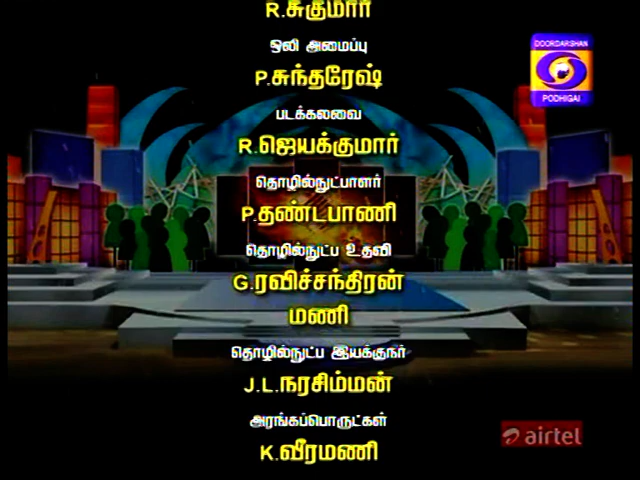 R.சுகுமார்
ஒலி அமைப்பு
P.சுந்தரேஷ்
DOORDARSHAN
PODHIGAI
படக்கலவை
R.ஜெயக்குமார்
தொழில்நுட்பாளர்
P.தண்டபாணி
தொழில்நுட்ப உதவி
G.ரவிச்சந்திரன்
மணி
தொழில்நுட்ப இயக்குநர்
J.L.நரசிம்மன்
அரங்கப்பொருட்கள்
airtel
K.வீரமணி